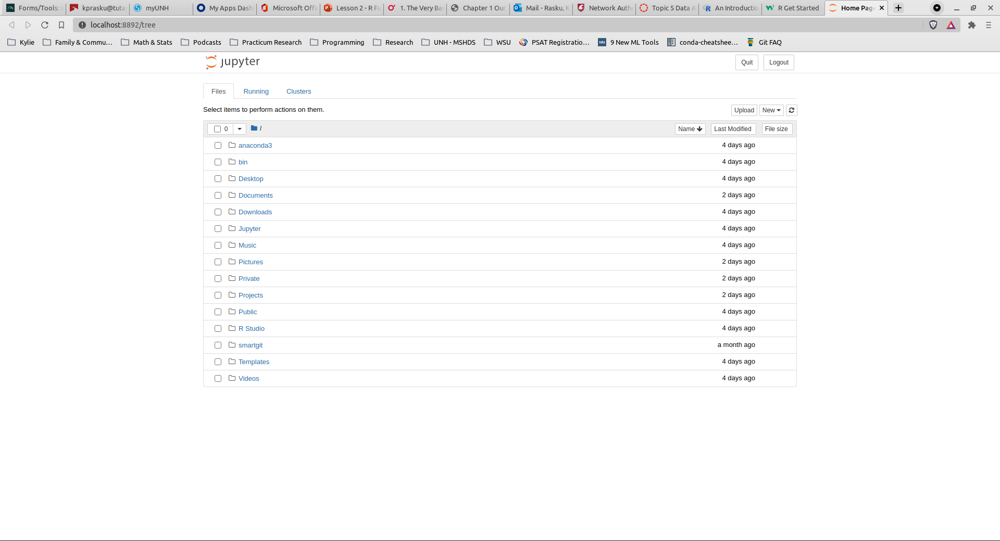 Forms/Tools: kprasku@tuta myUNH My Apps Dash Microsoft Offi Lesson 2 - R Fu 1. The Very Ba Chapter 1 Our Mail - Rasku, K Network Auth Topic 5 Data A An Introductio R Get Started Home Pag
localhost:8892/tree
Kylie Family & Commu... Math & Stats Podcasts Practicum Research Programming Research UNH - MSHDS WSU PSAT Registratio... tds 9 New ML Tools conda-cheatshee... Git FAQ
jupyter Quit Logout
Files Running Clusters
Select items to perform actions on them. Upload New
0 / Name Last Modified File size
anaconda3 4 days ago
bin 4 days ago
Desktop 4 days ago
Documents 2 days ago
Downloads 4 days ago
Jupyter 4 days ago
Music 4 days ago
Pictures 2 days ago
Private 2 days ago
Projects 2 days ago
Public 4 days ago
R Studio 4 days ago
smartgit a month ago
Templates 4 days ago
Videos 4 days ago